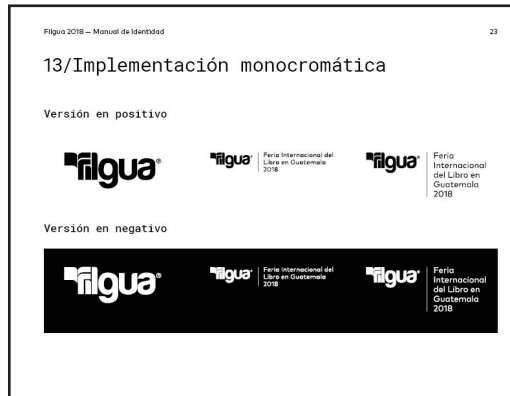 Filgua 2018 — Manual de Identidad 23
13/Implementación monocromática
Versión en positivo
filgua®
filgua®
Feria Internacional del
Libro en Guatemala
2018
filgua®
Feria
Internacional
del Libro en
Guatemala
2018
Versión en negativo
filgua®
filgua®
Feria Internacional del
Libro en Guatemala
2018
filgua®
Feria
Internacional
del Libro en
Guatemala
2018